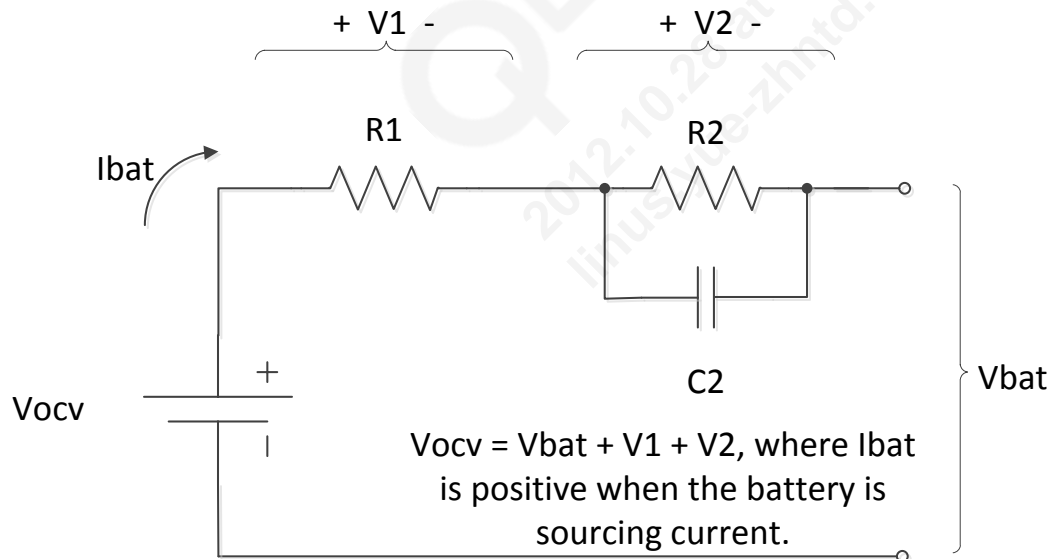 + V1 -
+ V2 -
R1
R2
Ibat
C2
Vocv
+
Vbat
Vocv = Vbat + V1 + V2, where Ibat
is positive when the battery is
sourcing current.